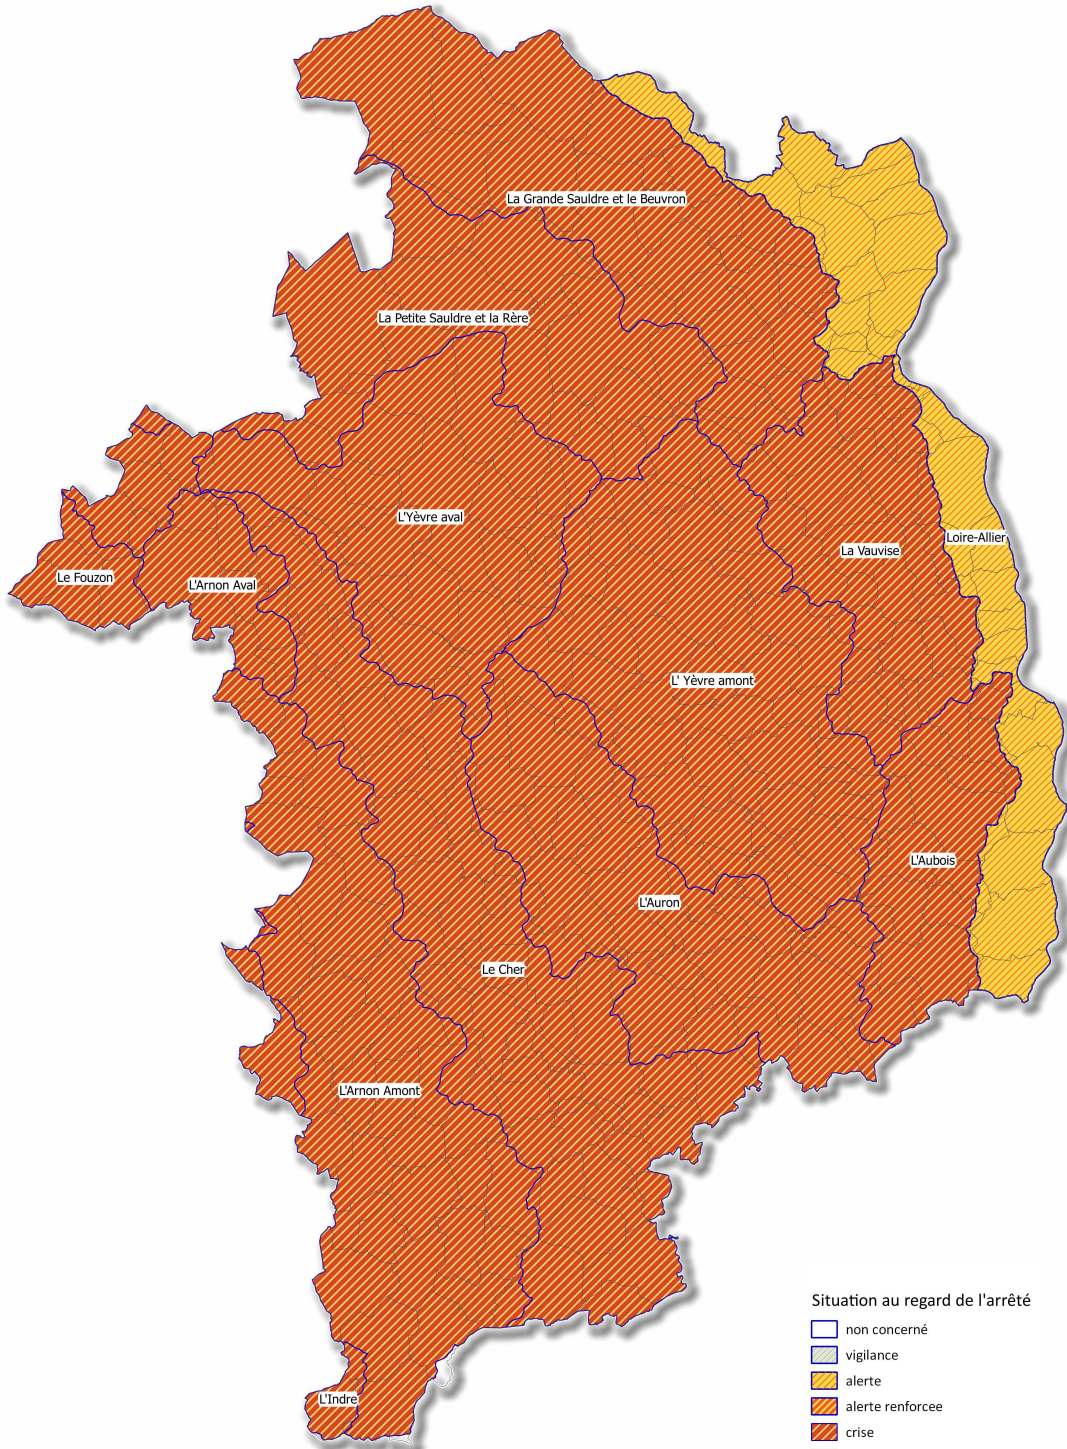 La Grande Sauldre et le Beuvron
La Petite Sauldre et la Rère
L'Yèvre aval
Loire-Allier
La Vauvise
Le Fouzon
L'Arnon Aval
L' Yèvre amont
L'Aubois
L'Auron
Le Cher
L'Arnon Amont
L'Indre
Situation au regard de l'arrêté
non concerné
vigilance
alerte
alerte renforcee
crise